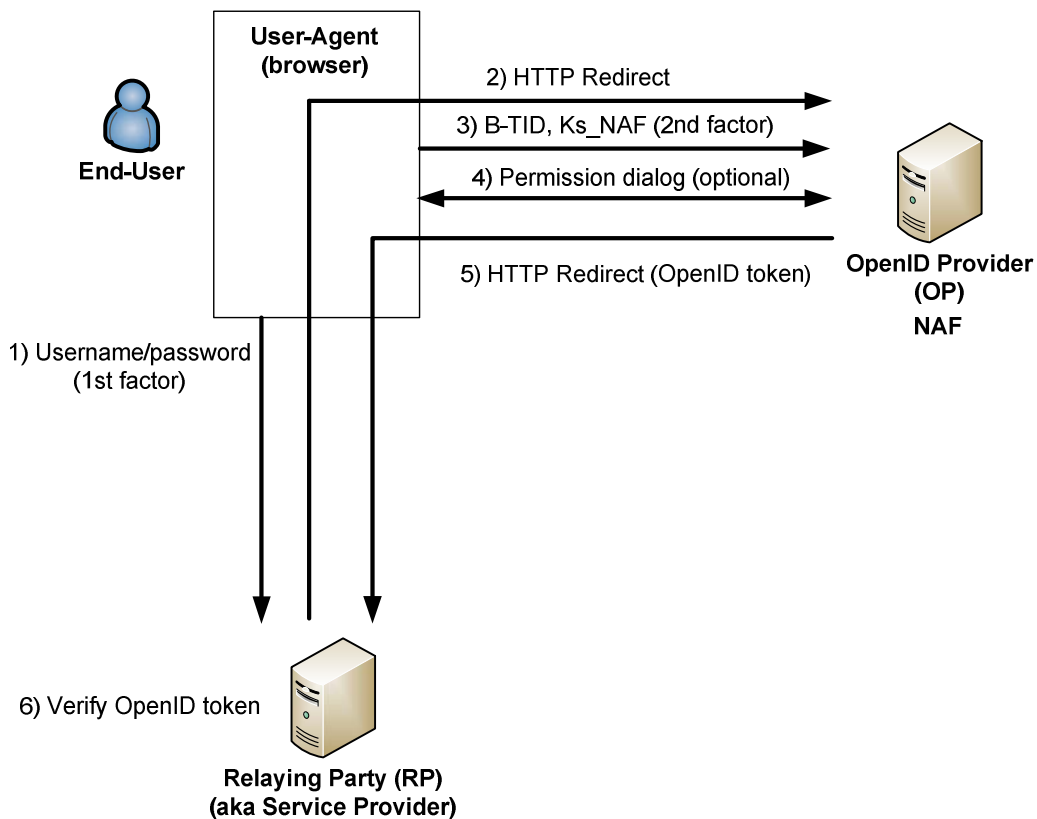 User-Agent
(browser)
2) HTTP Redirect
3) B-TID, Ks_NAF (2nd factor)
End-User
4) Permission dialog (optional)
5) HTTP Redirect (OpenID token)
OpenID Provider
(OP)
NAF
1) Username/password
(1st factor)
6) Verify OpenID token
Relaying Party (RP)
(aka Service Provider)